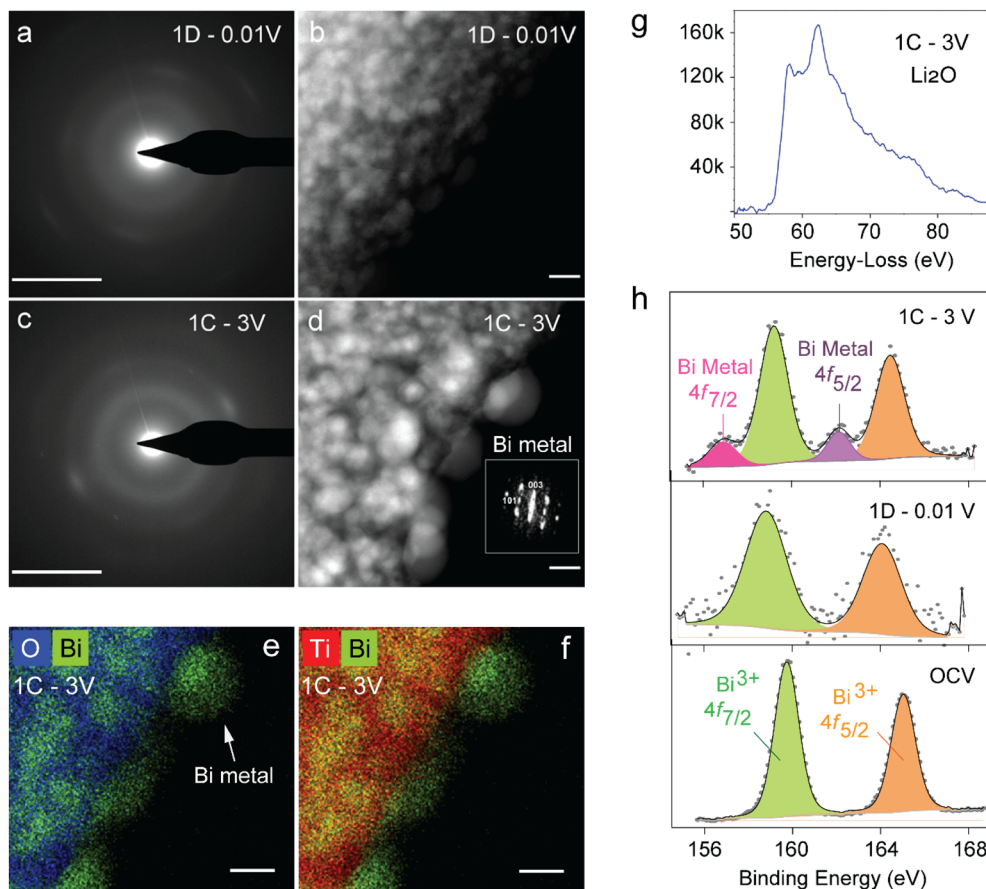 a
1D - 0.01V
b
1D - 0.01V
c
1C - 3V
d
1C - 3V
Bi metal
003
101
O Bi
e
1C - 3V
Bi metal
Ti Bi
f
1C - 3V
g
160k
120k
80k
40k
1C - 3V
Li₂O
50 60 70 80
Energy-Loss (eV)
h
1C - 3 V
Bi Metal
4f7/2
Bi Metal
4f5/2
1D - 0.01 V
OCV
Bi3+
4f7/2
Bi3+
4f5/2
156 160 164 168
Binding Energy (eV)